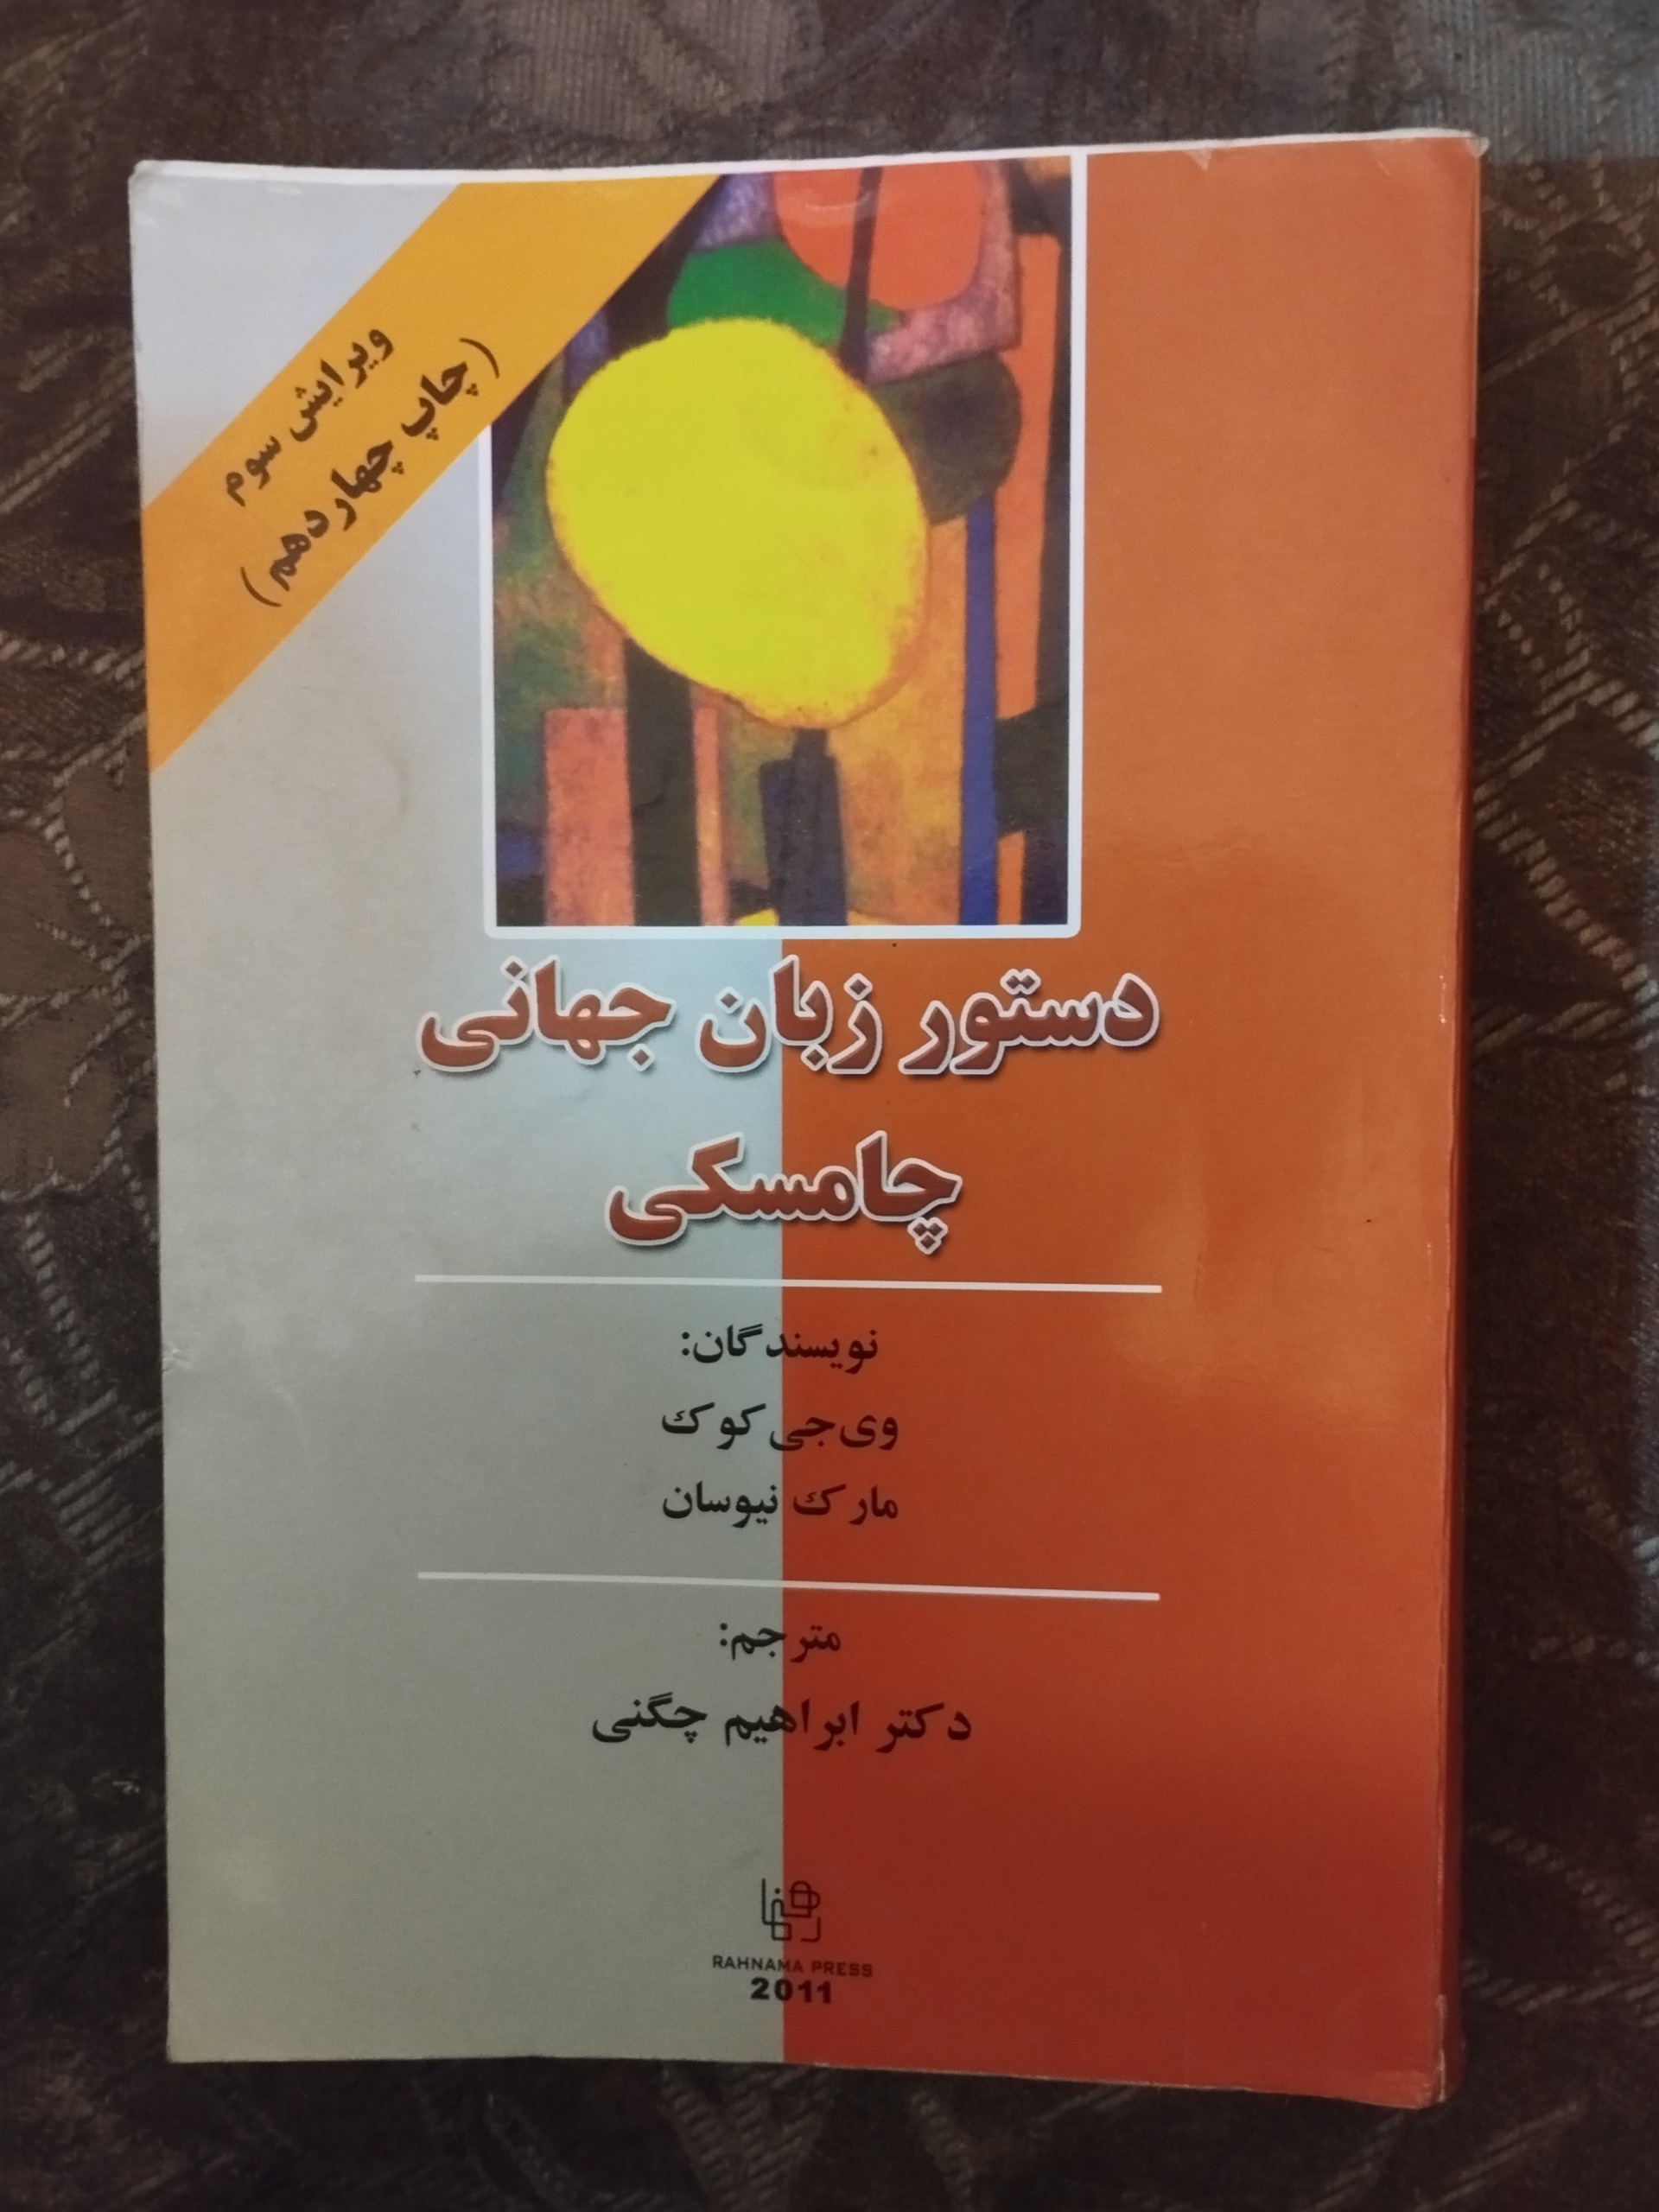 ویرایش سوم
(چاپ چهاردهم)
دستور زبان جهانی
چامسکی
نویسندگان:
وی‌جی کوک
مارک نیوسان
مترجم:
دکتر ابراهیم چگنی
رهنما
RAHNAMA PRESS
2011